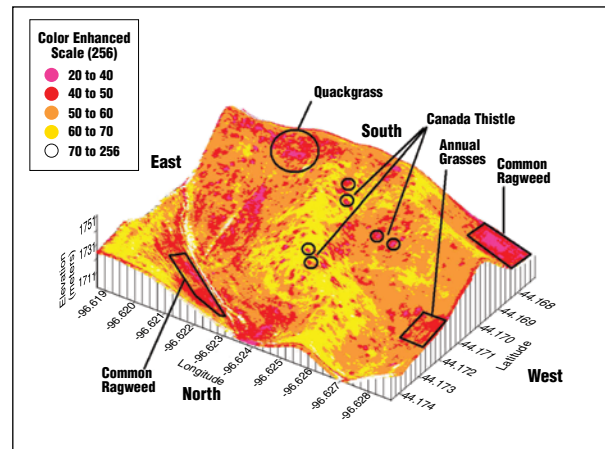 Color Enhanced
Scale (256)
20 to 40
40 to 50
50 to 60
60 to 70
70 to 256
Quackgrass
South
Canada Thistle
Annual
Grasses
Common
Ragweed
East
1751
1731
1711
Elevation
(meters)
-96.619
-96.620
-96.621
-96.622
-96.623
-96.624
-96.625
-96.626
-96.627
-96.628
Longitude
44.168
44.169
44.170
44.171
44.172
44.173
44.174
Latitude
West
Common
Ragweed
North